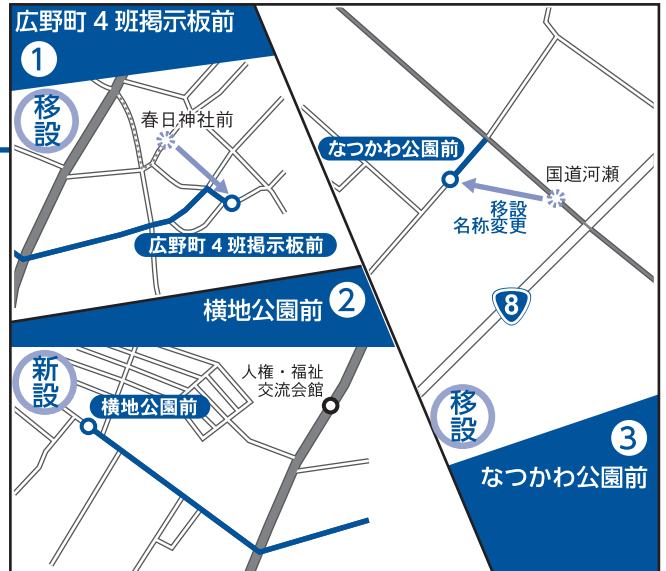 広野町4班掲示板前
1
移設
春日神社前
広野町4班掲示板前
横地公園前 2
新設
横地公園前
人権・福祉
交流会館
なつかわ公園前
国道河瀬
移設
名称変更
8
移設
3
なつかわ公園前